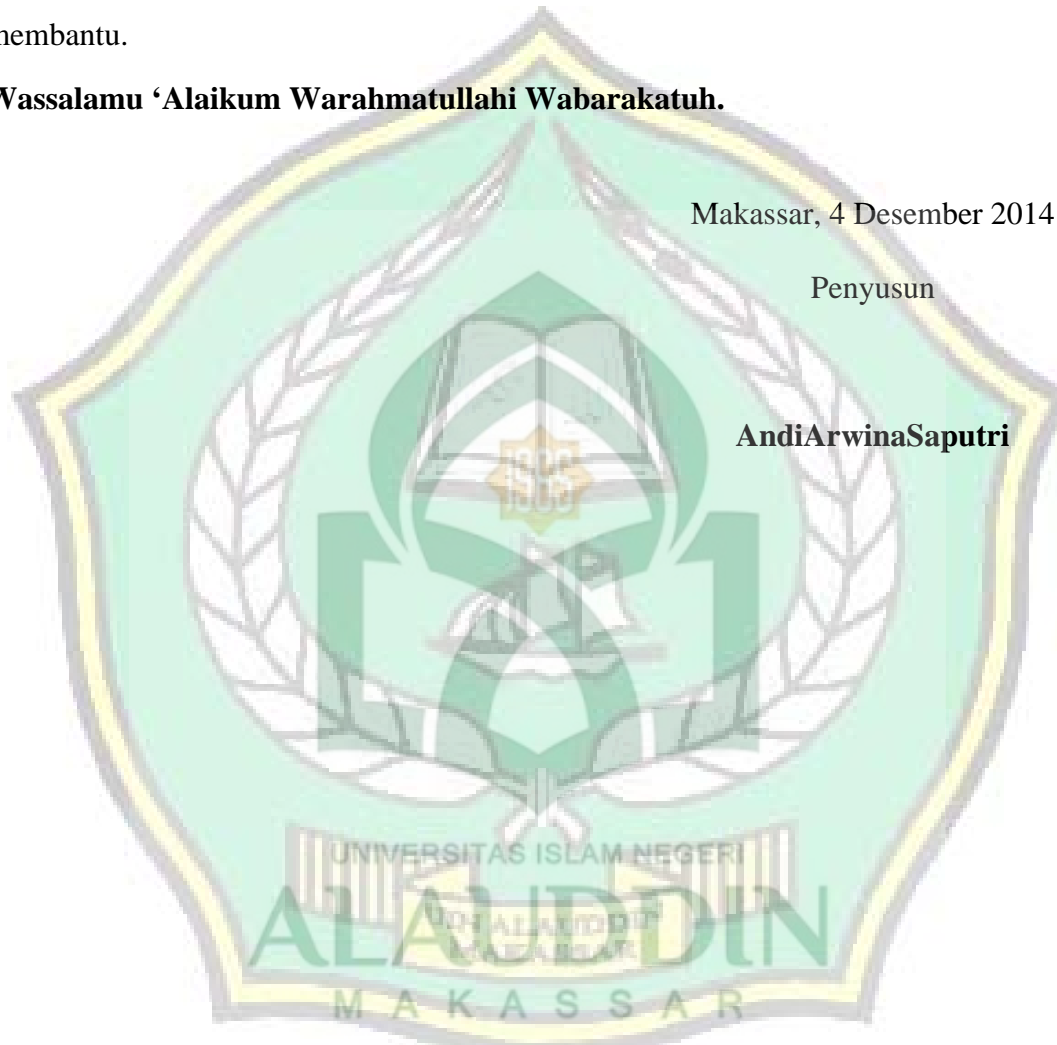 membantu.
Wassalamu ‘Alaikum Warahmatullahi Wabarakatuh.
Makassar, 4 Desember 2014
Penyusun
AndiArwinaSaputri
UNIVERSITAS ISLAM NEGERI
ALAUDDIN
MAKASSAR